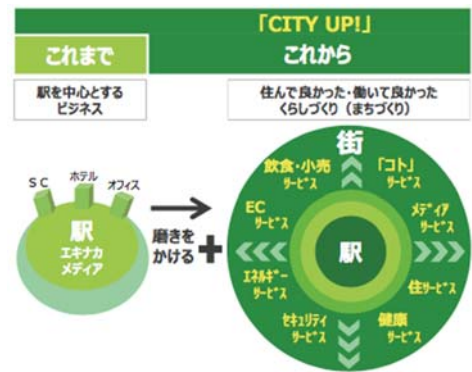 「CITY UP!」
これまで
これから
駅を中心とする
ビジネス
住んで良かった・働いて良かった
くらしづくり（まちづくり）
SC
ホテル
オフィス
駅
エキナカ
メディア
磨きを
かける
+
街
飲食・小売
サービス
「コト」
サービス
EC
サービス
メディア
サービス
駅
エネルギー
サービス
住サービス
セキュリティ
サービス
健康
サービス